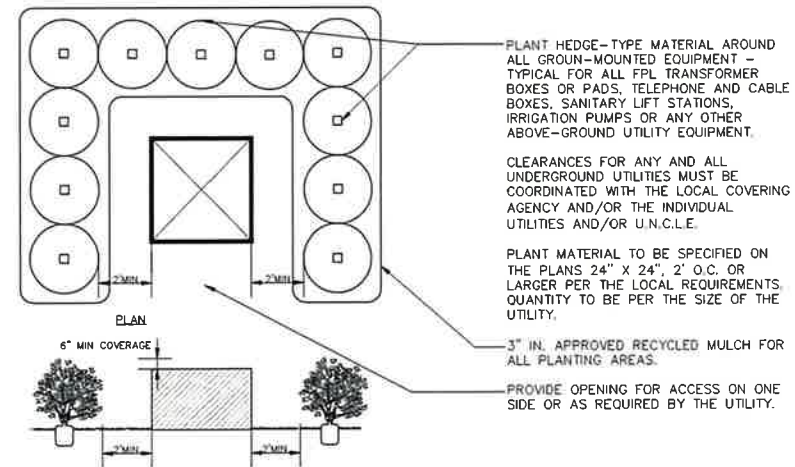 PLANT HEDGE-TYPE MATERIAL AROUND
ALL GROUN-MOUNTED EQUIPMENT -
TYPICAL FOR ALL FPL TRANSFORMER
BOXES OR PADS, TELEPHONE AND CABLE
BOXES, SANITARY LIFT STATIONS,
IRRIGATION PUMPS OR ANY OTHER
ABOVE-GROUND UTILITY EQUIPMENT.
CLEARANCES FOR ANY AND ALL
UNDERGROUND UTILITIES MUST BE
COORDINATED WITH THE LOCAL COVERING
AGENCY AND/OR THE INDIVIDUAL
UTILITIES AND/OR U.N.C.L.E.
PLANT MATERIAL TO BE SPECIFIED ON
THE PLANS 24" X 24", 2' O.C. OR
LARGER PER THE LOCAL REQUIREMENTS.
QUANTITY TO BE PER THE SIZE OF THE
UTILITY.
3" IN. APPROVED RECYCLED MULCH FOR
ALL PLANTING AREAS.
PROVIDE OPENING FOR ACCESS ON ONE
SIDE OR AS REQUIRED BY THE UTILITY.
2'MIN 2'MIN
PLAN
6" MIN COVERAGE
2'MIN 2'MIN